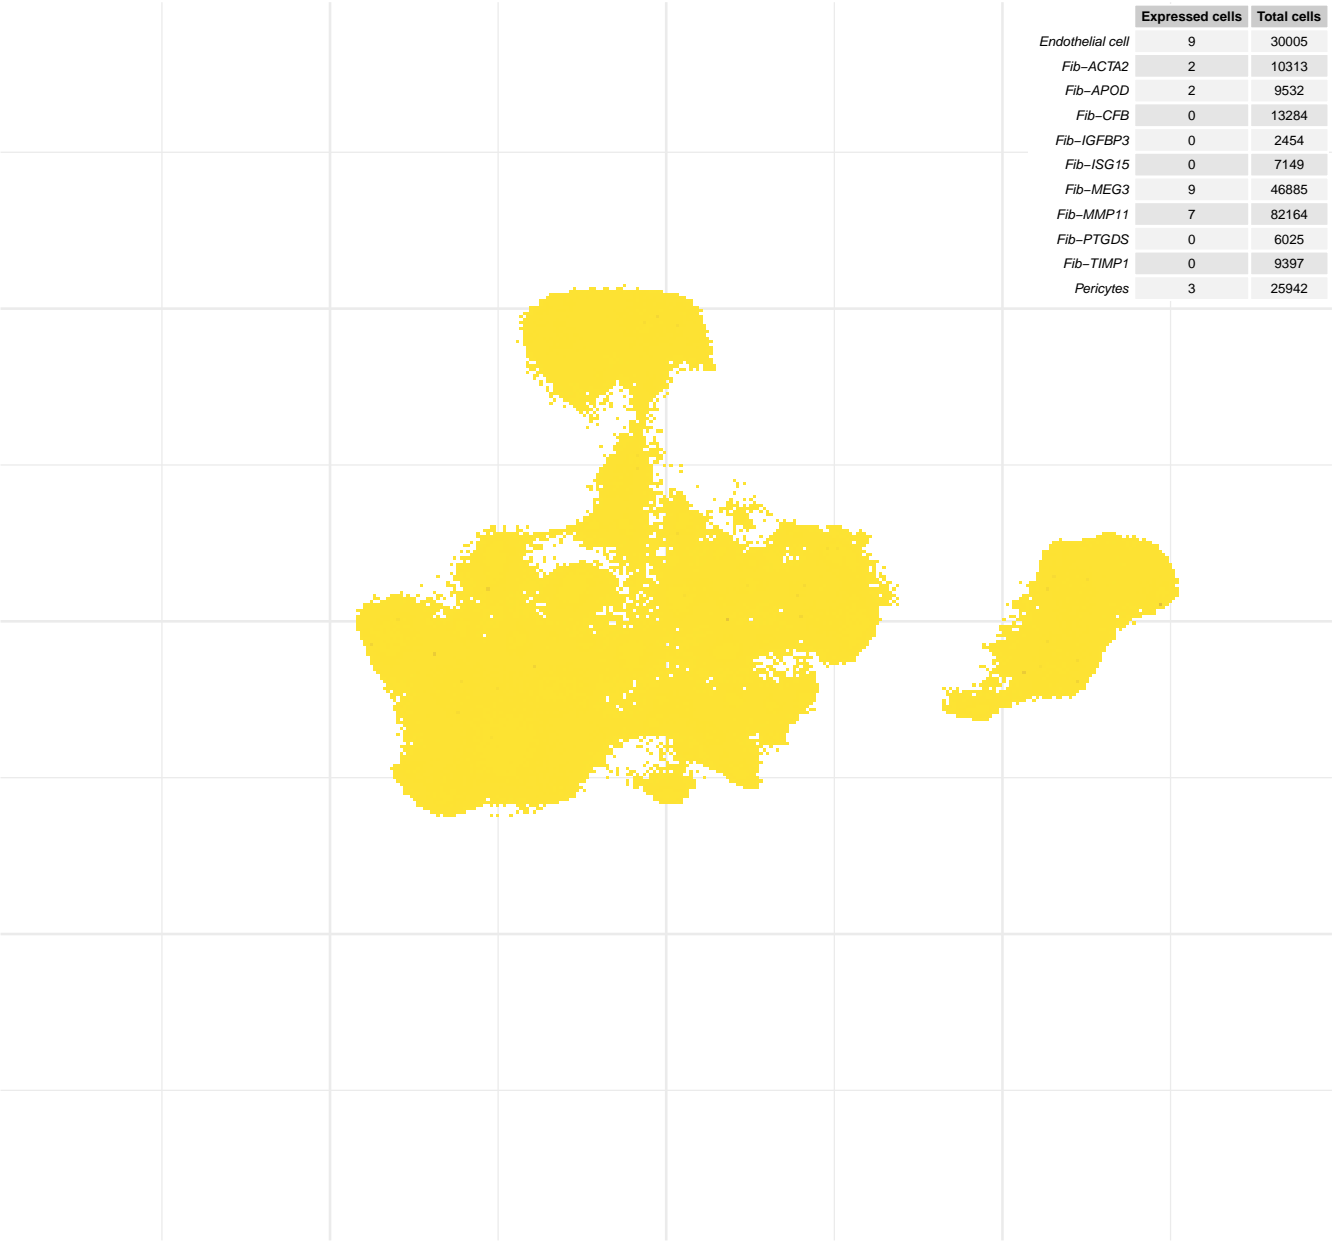 Expressed cells Total cells
Endothelial cell 9 30005
Fib−ACTA2 2 10313
Fib−APOD 2 9532
Fib−CFB 0 13284
Fib−IGFBP3 0 2454
Fib−ISG15 0 7149
Fib−MEG3 9 46885
Fib−MMP11 7 82164
Fib−PTGDS 0 6025
Fib−TIMP1 0 9397
Pericytes 3 25942